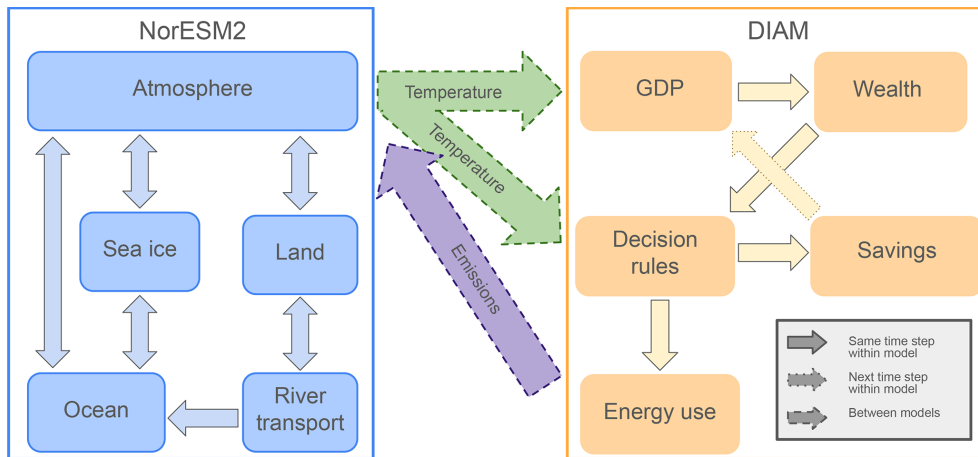 NorESM2
Atmosphere
Sea ice
Land
Ocean
River
transport
Temperature
Temperature
Emissions
DIAM
GDP
Wealth
Decision
rules
Savings
Energy use
Same time step
within model
Next time step
within model
Between models